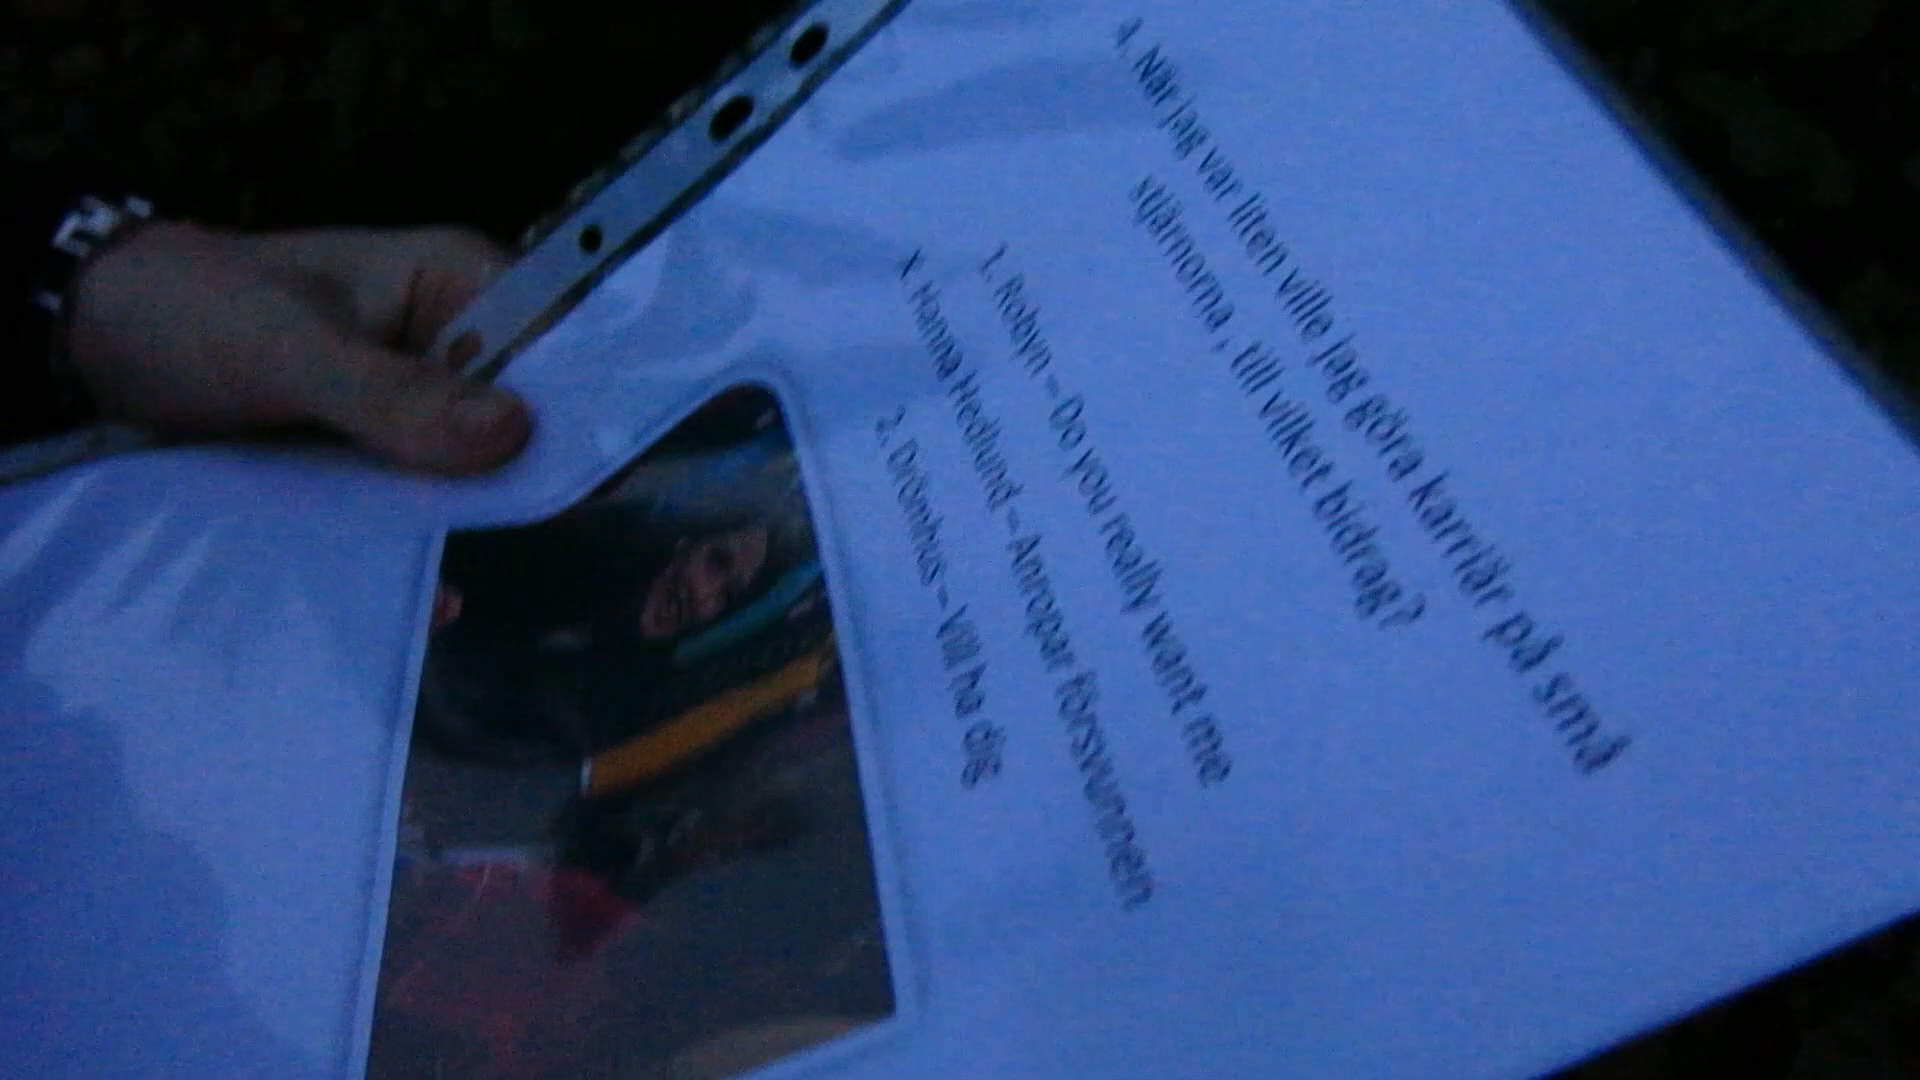 4. När jag var liten ville jag göra karriär på små
stjärnorna, till vilket bidrag?
1. Robyn – Do you really want me
x. Hanna Hedlund – Anropar försvunnen
2. Drömhus – Vill ha dig